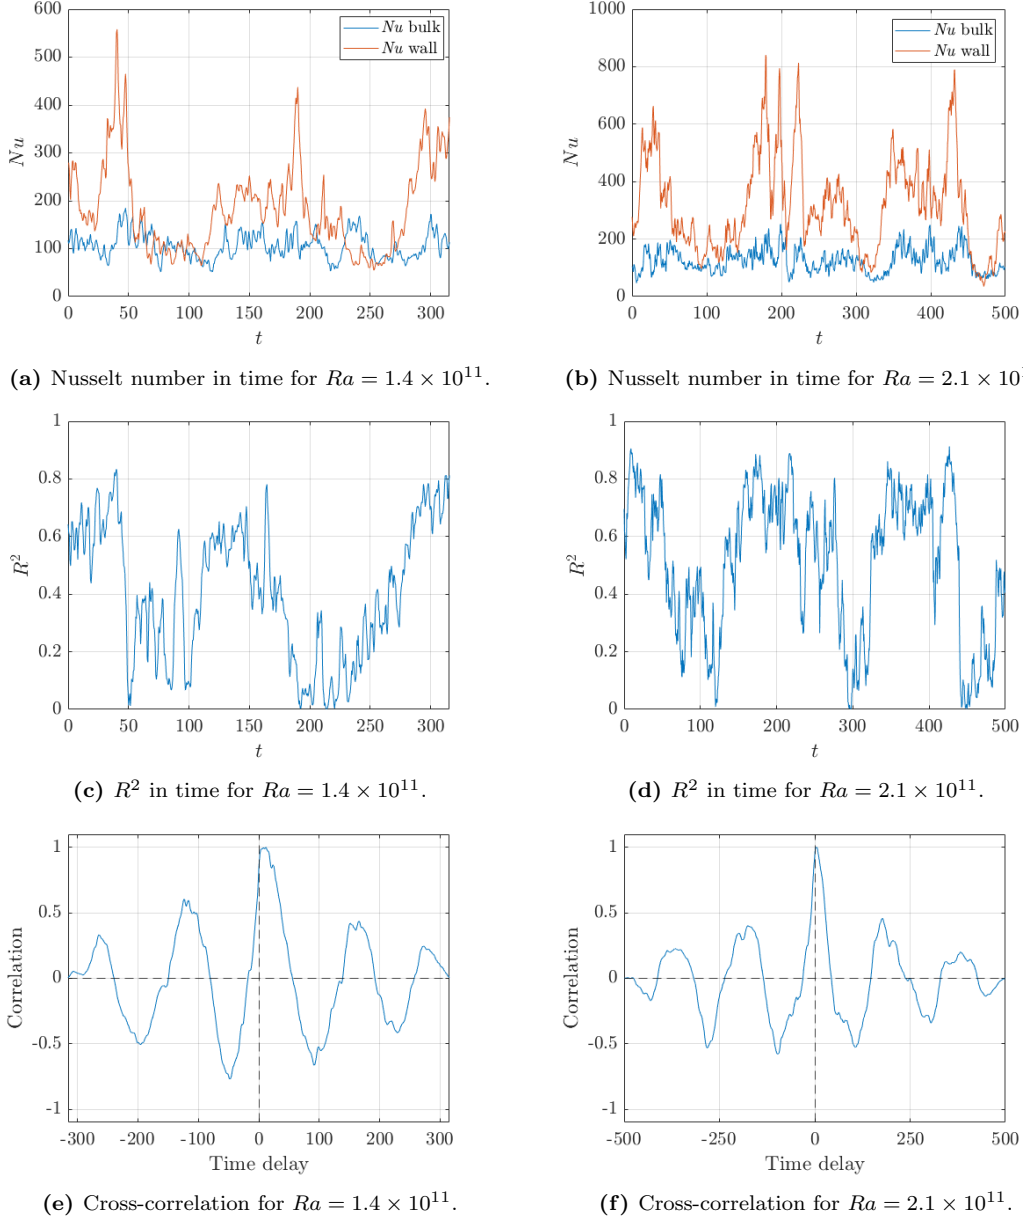 600
500
400
300
200
100
0
Nu
0 50 100 150 200 250 300
t
Nu bulk
Nu wall
1000
800
600
400
200
0
Nu
0 100 200 300 400 500
t
Nu bulk
Nu wall
(a) Nusselt number in time for Ra = 1.4 × 10¹¹.
(b) Nusselt number in time for Ra = 2.1 × 10¹
1
0.8
0.6
0.4
0.2
0
R²
0 50 100 150 200 250 300
t
1
0.8
0.6
0.4
0.2
0
R²
0 100 200 300 400 500
t
(c) R² in time for Ra = 1.4 × 10¹¹.
(d) R² in time for Ra = 2.1 × 10¹¹.
1
0.5
0
-0.5
-1
Correlation
-300 -200 -100 0 100 200 300
Time delay
1
0.5
0
-0.5
-1
Correlation
-500 -250 0 250 500
Time delay
(e) Cross-correlation for Ra = 1.4 × 10¹¹.
(f) Cross-correlation for Ra = 2.1 × 10¹¹.